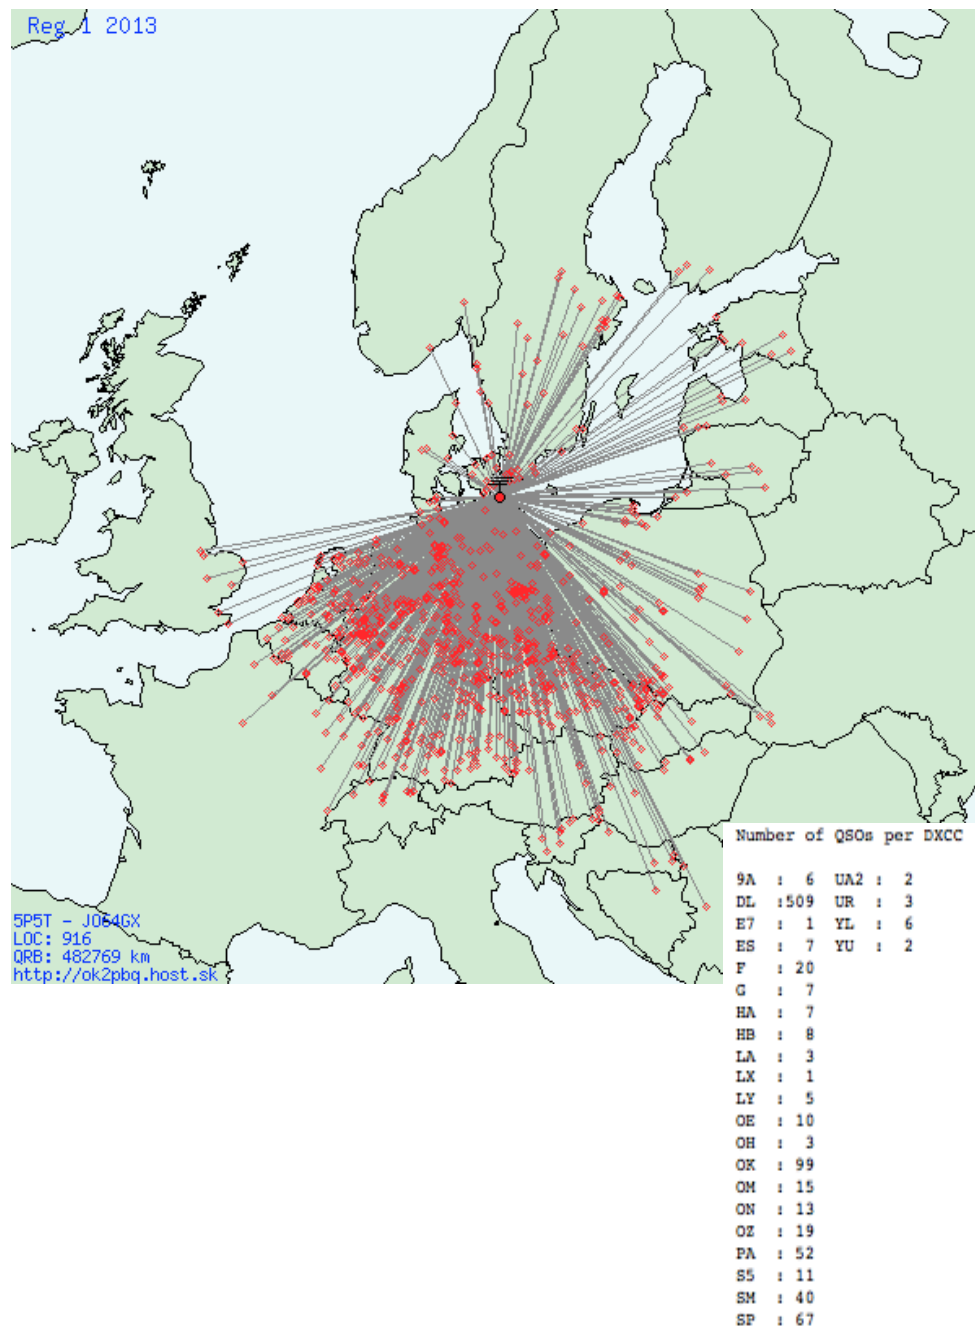 Reg 1 2013
5P5T - JO64GX
LOC: 916
QRB: 482769 km
http://ok2pbq.host.sk
Number of QSOs per DXCC
9A : 6 UA2 : 2
DL :509 UR : 3
E7 : 1 YL : 6
ES : 7 YU : 2
F : 20
G : 7
HA : 7
HB : 8
LA : 3
LX : 1
LY : 5
OE : 10
OH : 3
OK : 99
OM : 15
ON : 13
OZ : 19
PA : 52
S5 : 11
SM : 40
SP : 67